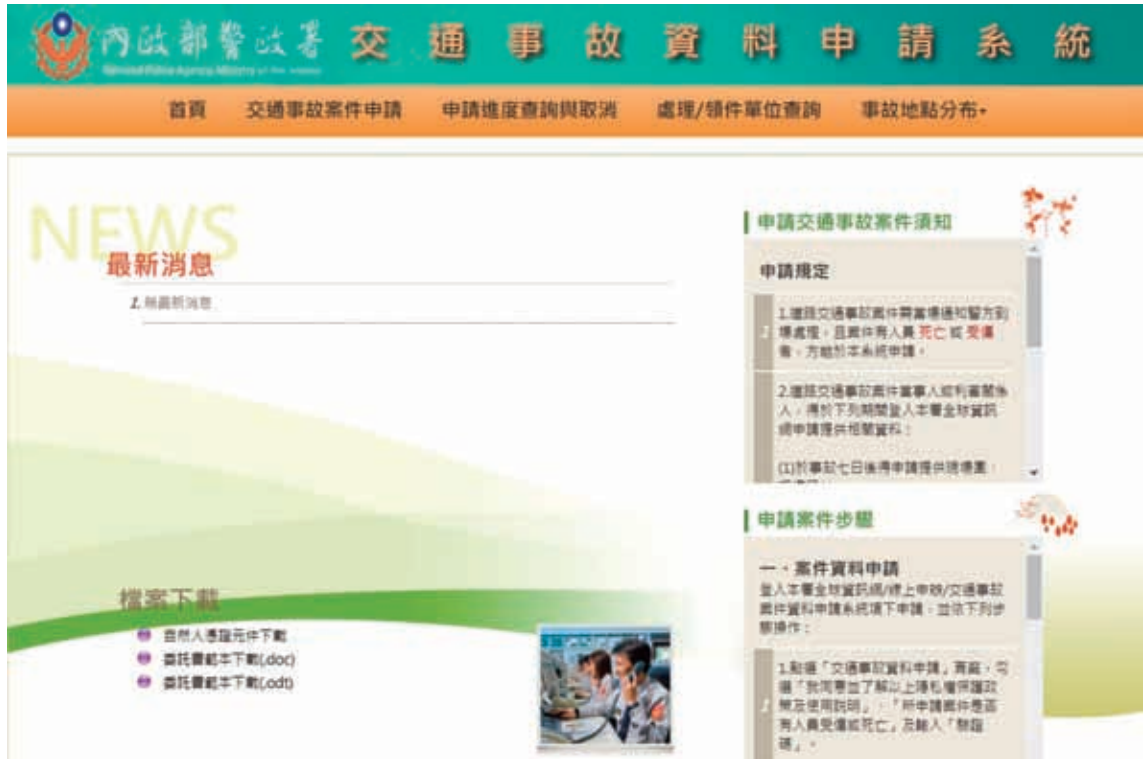 內政部警政署 交通事故資料申請系統
首頁 交通事故案件申請 申請進度查詢與取消 處理/領件單位查詢 事故地點分布
NEWS
最新消息
1. 無最新消息
檔案下載
自然人憑證元件下載
委託書範本下載(.doc)
委託書範本下載(.odt)
申請交通事故案件須知
申請規定
1.道路交通事故案件需當場通知警方到
場處理，且案件有人員死亡或受傷
者，方能於本系統申請。
2.道路交通事故案件當事人或利害關係
人，得於下列期間登入本署全球資訊
網申請提供相關資料：
(1)於事故七日後得申請提供現場圖、
申請案件步驟
一、案件資料申請
登入本署全球資訊網/線上申辦/交通事故
案件資料申請系統項下申請，並依下列步
驟操作：
1.點選「交通事故資料申請」頁籤，勾
選「我同意並了解以上隱私權保護政
策及使用說明」、「所申請案件是否
有人員受傷或死亡」及輸入「驗證
碼」。